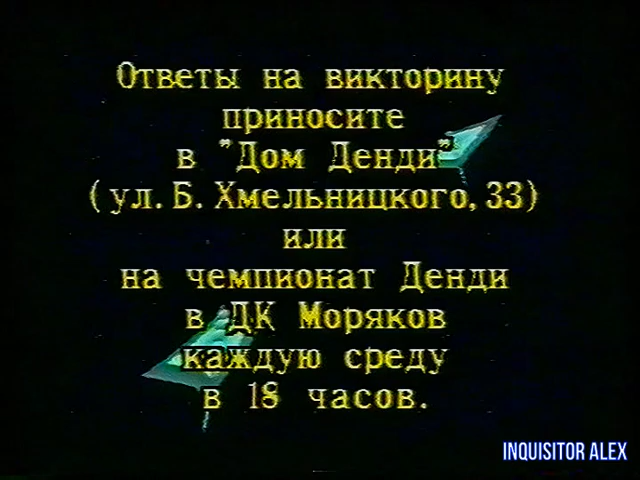 Ответы на викторину
приносите
в "Дом Денди"
(ул. Б. Хмельницкого, 33)
или
на чемпионат Денди
в ДК Моряков
каждую среду
в 18 часов.
INQUISITOR ALEX